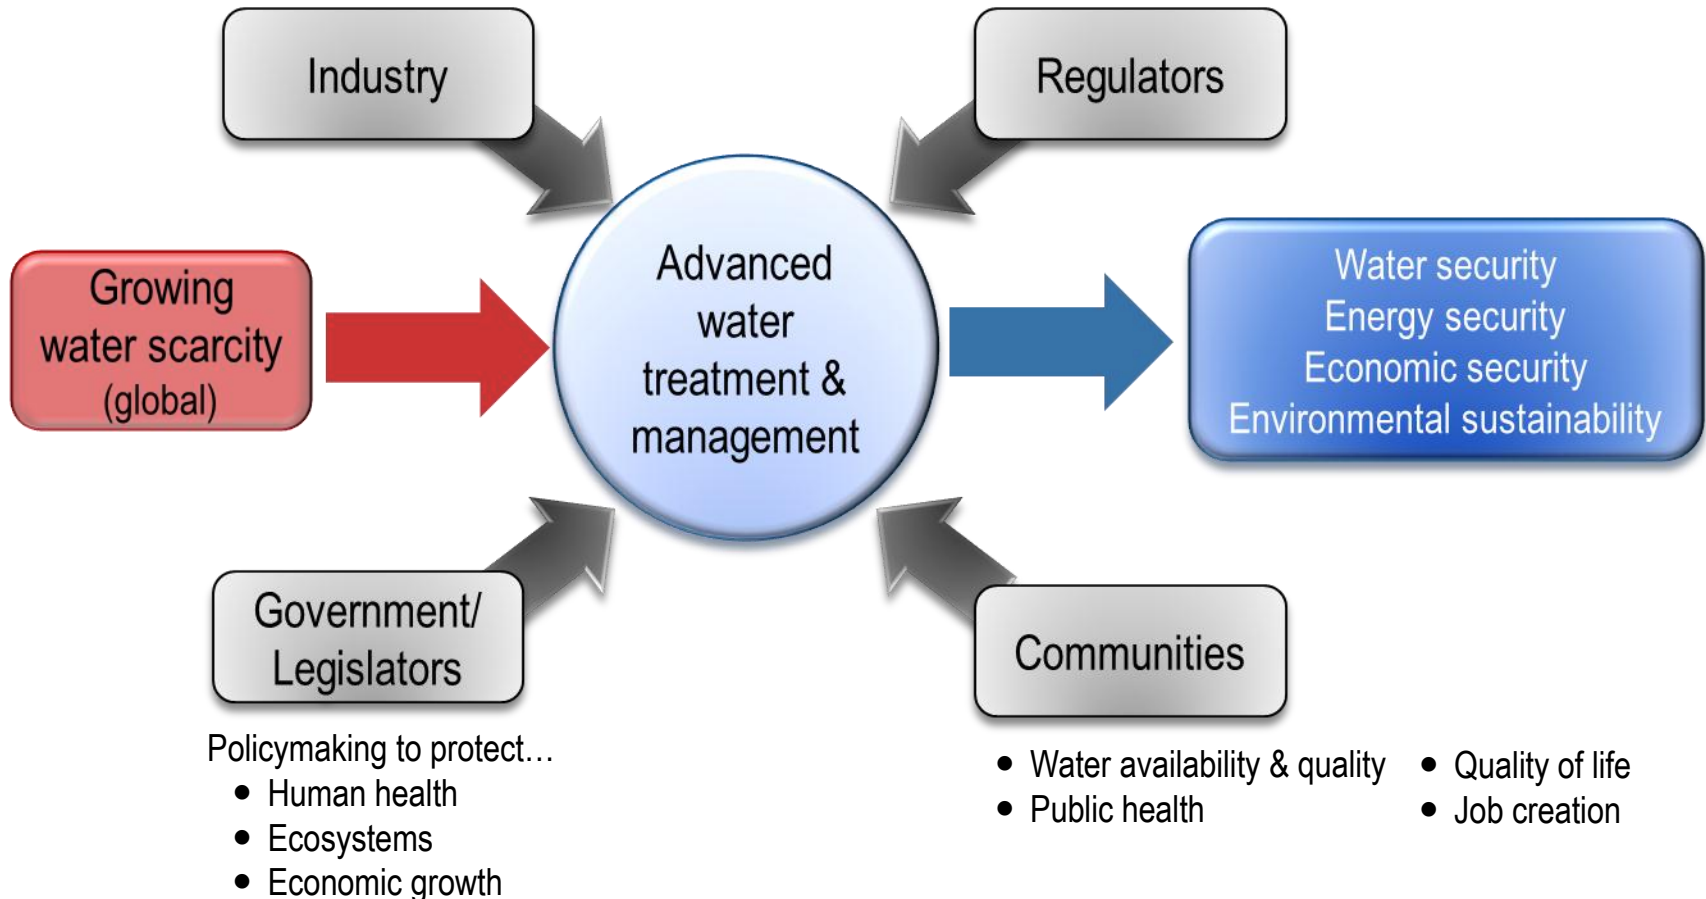 Industry
Regulators
Growing
water scarcity
(global)
Advanced
water
treatment &
management
Water security
Energy security
Economic security
Environmental sustainability
Government/
Legislators
Communities
Policymaking to protect…
• Human health
• Ecosystems
• Economic growth
• Water availability & quality
• Public health
• Quality of life
• Job creation